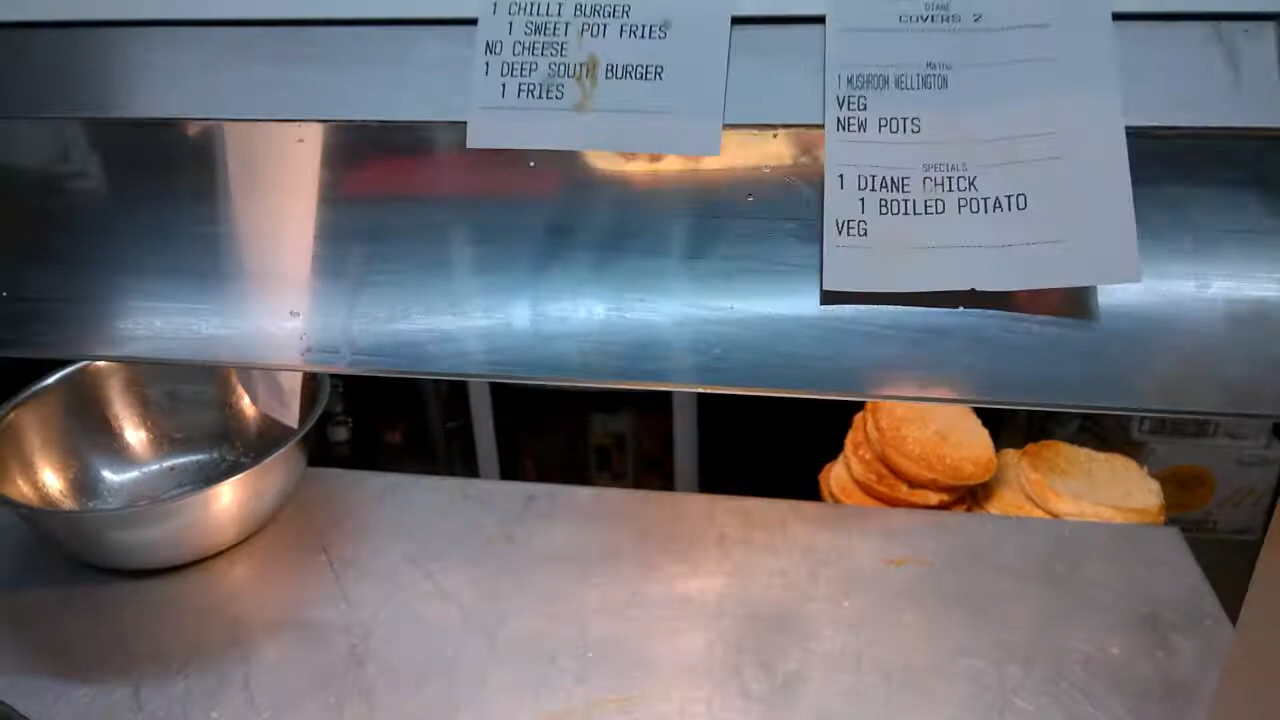 1 CHILLI BURGER
1 SWEET POT FRIES
NO CHEESE
1 DEEP SOUTH BURGER
1 FRIES
DIANE
COVERS 2
Mains
1 MUSHROOM WELLINGTON
VEG
NEW POTS
SPECIALS
1 DIANE CHICK
1 BOILED POTATO
VEG